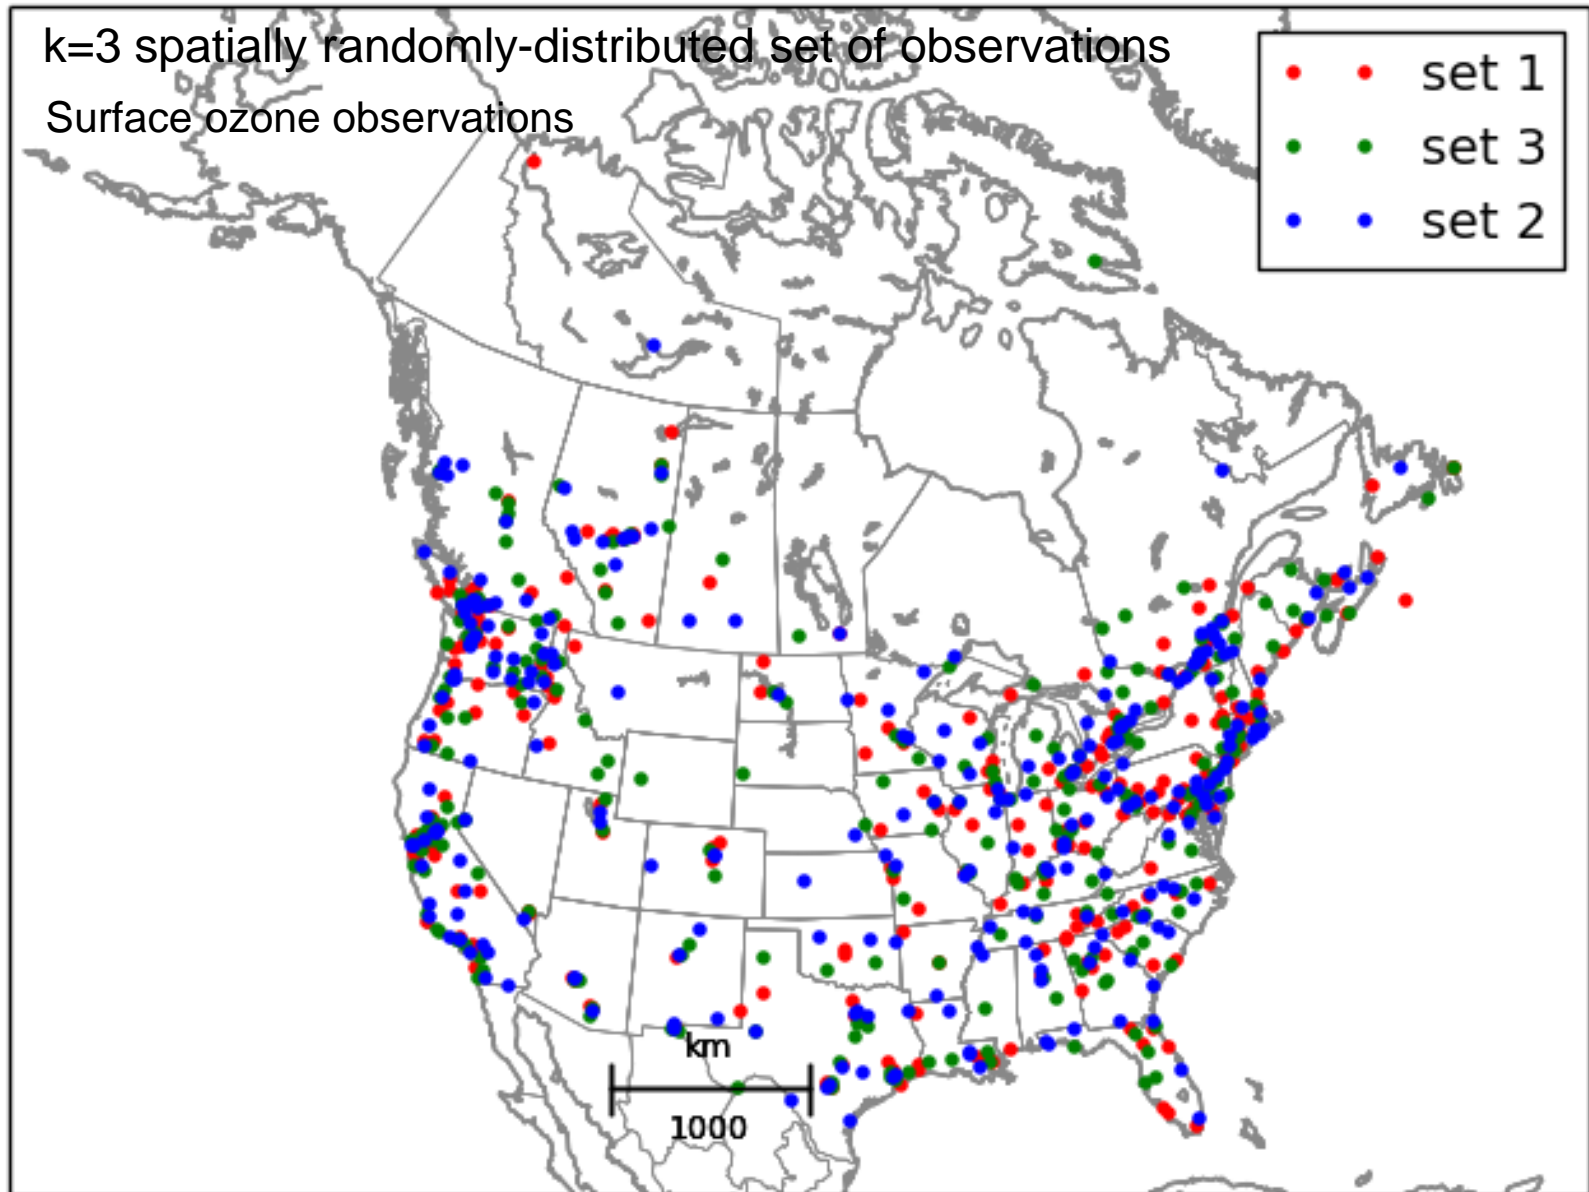 k=3 spatially randomly-distributed set of observations
Surface ozone observations
set 1
set 3
set 2
km
1000